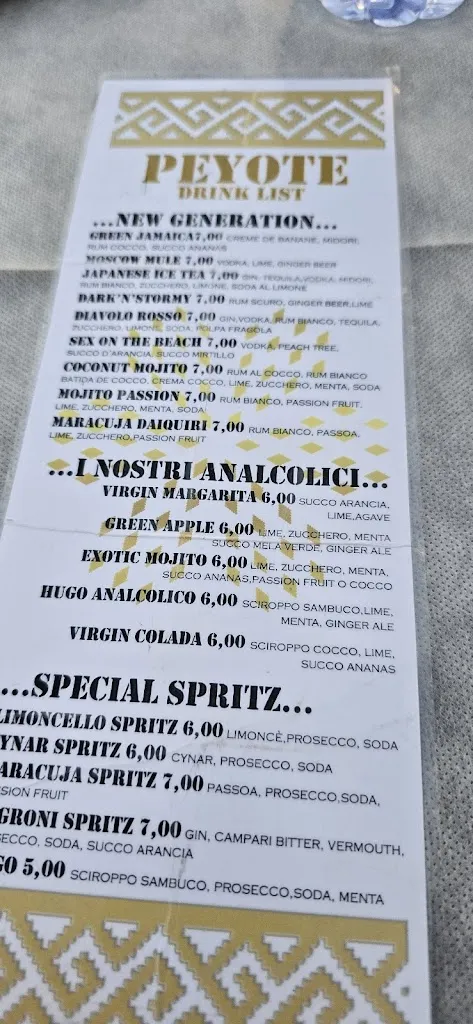 PEYOTE
DRINK LIST
...NEW GENERATION...
GREEN JAMAICA 7,00 CREME DE BANANE, MIDORI,
RUM COCCO, SUCCO ANANAS
MOSCOW MULE 7,00 VODKA, LIME, GINGER BEER
JAPANESE ICE TEA 7,00 GIN, TEQUILA,VODKA, MIDORI,
RUM BIANCO, ZUCCHERO, LIMONE, SODA AL LIMONE
DARK'N'STORMY 7,00 RUM SCURO, GINGER BEER,LIME
DIAVOLO ROSSO 7,00 GIN,VODKA, RUM BIANCO, TEQUILA,
ZUCCHERO, LIMONE, SODA, POLPA FRAGOLA
SEX ON THE BEACH 7,00 VODKA, PEACH TREE,
SUCCO D'ARANCIA, SUCCO MIRTILLO
COCONUT MOJITO 7,00 RUM AL COCCO, RUM BIANCO
BATIDA DE COCCO, CREMA COCCO, LIME, ZUCCHERO, MENTA, SODA
MOJITO PASSION 7,00 RUM BIANCO, PASSION FRUIT,
LIME, ZUCCHERO, MENTA, SODA
MARACUJA DAIQUIRI 7,00 RUM BIANCO, PASSOA,
LIME, ZUCCHERO,PASSION FRUIT
...I NOSTRI ANALCOLICI...
VIRGIN MARGARITA 6,00 SUCCO ARANCIA,
LIME,AGAVE
GREEN APPLE 6,00 LIME, ZUCCHERO, MENTA
SUCCO MELA VERDE, GINGER ALE
EXOTIC MOJITO 6,00 LIME, ZUCCHERO, MENTA,
SUCCO ANANAS,PASSION FRUIT O COCCO
HUGO ANALCOLICO 6,00 SCIROPPO SAMBUCO,LIME,
MENTA, GINGER ALE
VIRGIN COLADA 6,00 SCIROPPO COCCO, LIME,
SUCCO ANANAS
...SPECIAL SPRITZ...
LIMONCELLO SPRITZ 6,00 LIMONCÈ,PROSECCO, SODA
YNAR SPRITZ 6,00 CYNAR, PROSECCO, SODA
ARACUJA SPRITZ 7,00 PASSOA, PROSECCO,SODA,
SION FRUIT
GRONI SPRITZ 7,00 GIN, CAMPARI BITTER, VERMOUTH,
SECCO, SODA, SUCCO ARANCIA
GO 5,00 SCIROPPO SAMBUCO, PROSECCO,SODA, MENTA